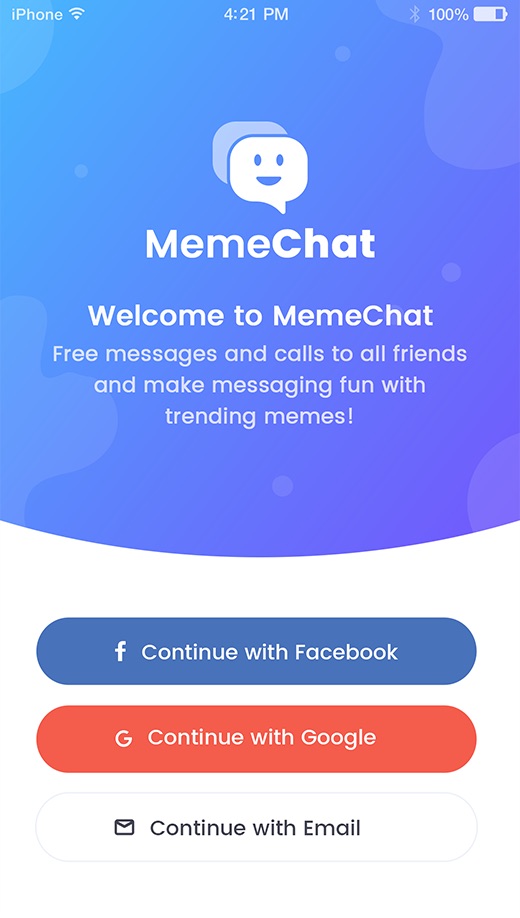 iPhone 4:21 PM 100%
MemeChat
Welcome to MemeChat
Free messages and calls to all friends
and make messaging fun with
trending memes!
Continue with Facebook
Continue with Google
Continue with Email